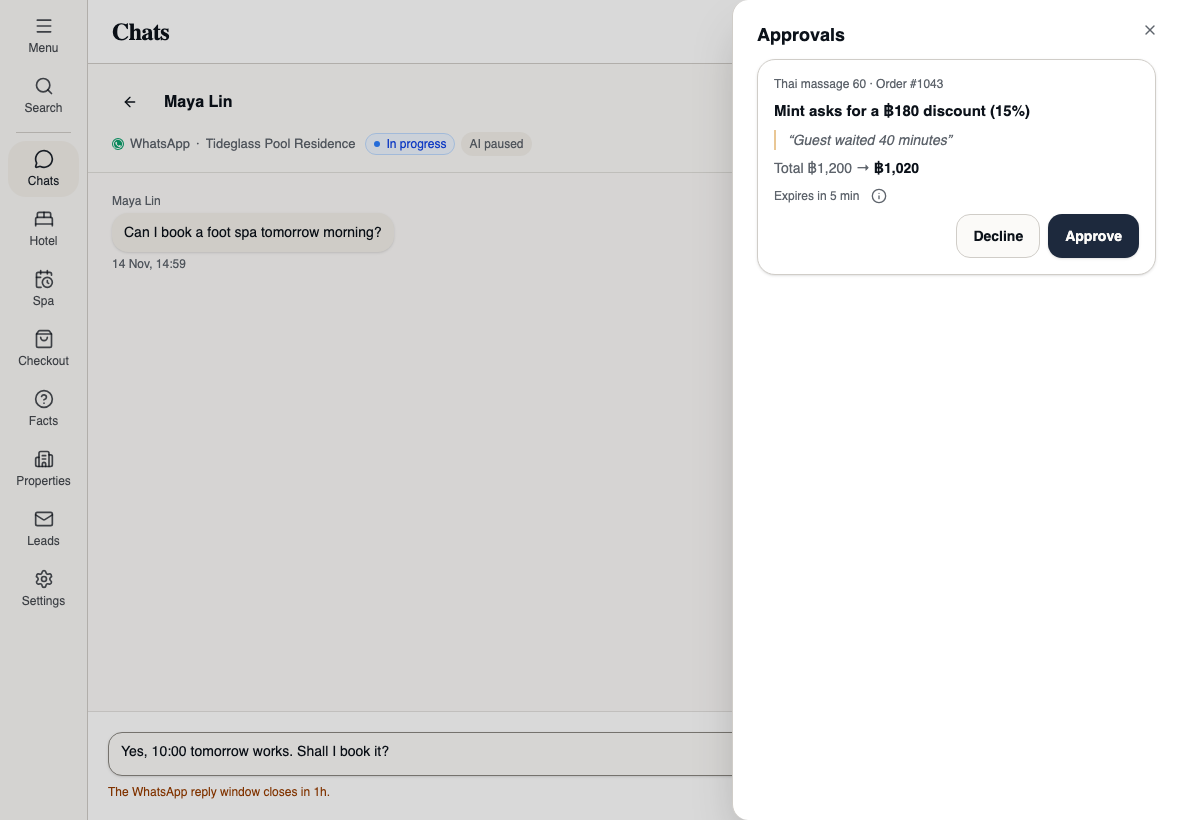 Menu
Search
Chats
Hotel
Spa
Checkout
Facts
Properties
Leads
Settings
Chats
Maya Lin
WhatsApp · Tideglass Pool Residence
In progress
AI paused
Maya Lin
Can I book a foot spa tomorrow morning?
14 Nov, 14:59
Yes, 10:00 tomorrow works. Shall I book it?
The WhatsApp reply window closes in 1h.
Approvals
Thai massage 60 · Order #1043
Mint asks for a ฿180 discount (15%)
“Guest waited 40 minutes”
Total ฿1,200 → ฿1,020
Expires in 5 min
Decline
Approve